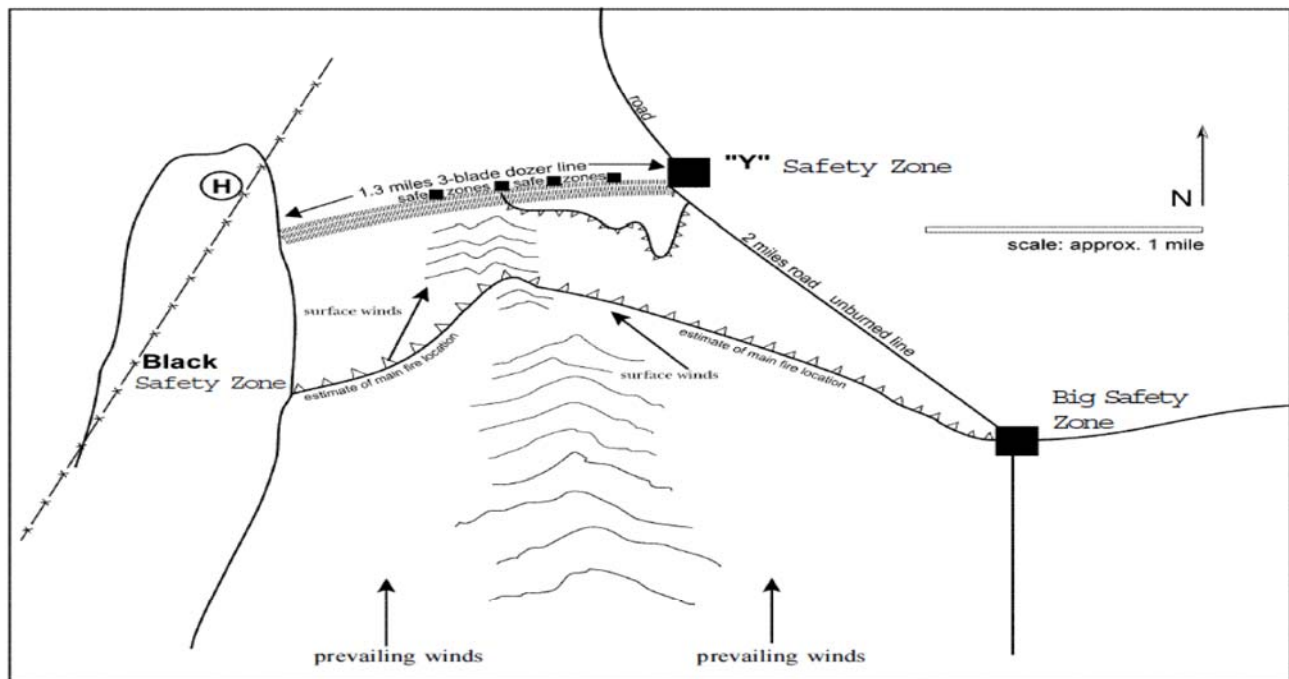 road
"Y" Safety Zone
1.3 miles 3-blade dozer line
safe zones safe zones
H
N
scale: approx. 1 mile
2 miles road unburned line
surface winds
surface winds
Black
Safety Zone
estimate of main fire location
estimate of main fire location
Big Safety
Zone
prevailing winds
prevailing winds